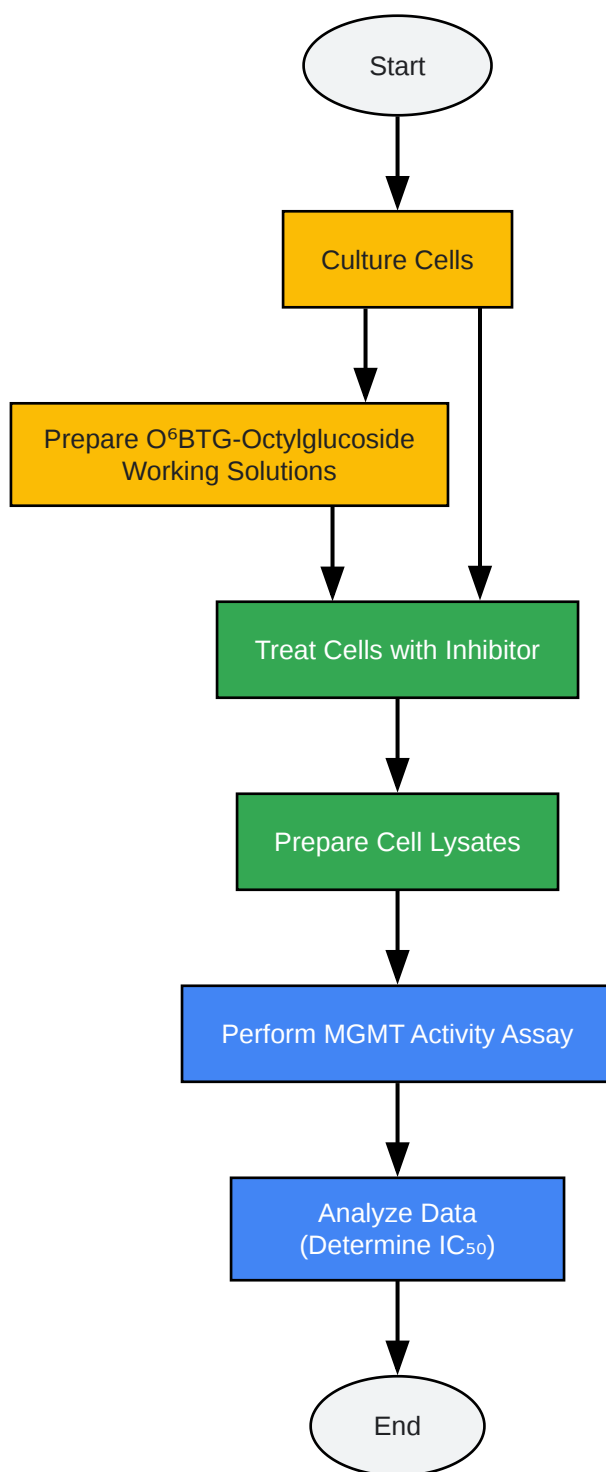 Start
Culture Cells
Prepare O⁶BTG-Octylglucoside
Working Solutions
Treat Cells with Inhibitor
Prepare Cell Lysates
Perform MGMT Activity Assay
Analyze Data
(Determine IC₅₀)
End